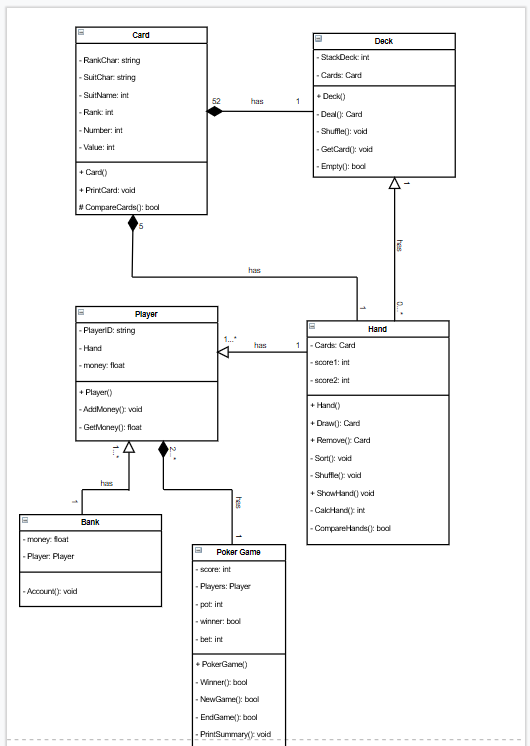 Card
- RankChar: string
- SuitChar: string
- SuitName: int
- Rank: int
- Number: int
- Value: int
+ Card()
+ PrintCard: void
# CompareCards(): bool
52
has
1
Deck
- StackDeck: int
- Cards: Card
+ Deck()
- Deal(): Card
- Shuffle(): void
- GetCard(): void
- Empty(): bool
1
has
0...*
5
has
1
Player
- PlayerID: string
- Hand
- money: float
+ Player()
- AddMoney(): void
- GetMoney(): float
1...*
has
1
Hand
- Cards: Card
- score1: int
- score2: int
+ Hand()
+ Draw(): Card
+ Remove(): Card
- Sort(): void
- Shuffle(): void
+ ShowHand() void
- CalcHand(): int
- CompareHands(): bool
1...*
has
1
2...*
has
1
Bank
- money: float
- Player: Player
- Account(): void
Poker Game
- score: int
- Players: Player
- pot: int
- winner: bool
- bet: int
+ PokerGame()
- Winner(): bool
- NewGame(): bool
- EndGame(): bool
- PrintSummary(): void